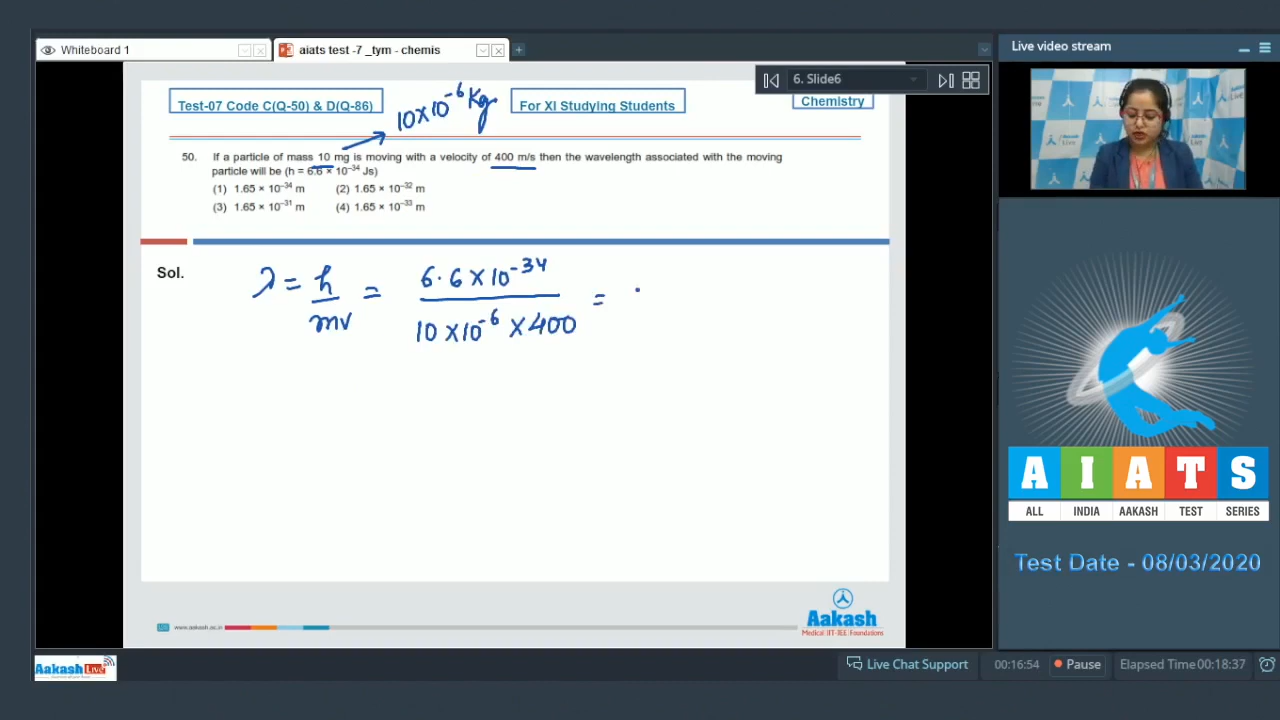 Whiteboard 1
aiats test -7 _tym - chemis
Live video stream
6. Slide6
Test-07 Code C(Q-50) & D(Q-86)
10×10⁻⁶ Kg
For XI Studying Students
Chemistry
50. If a particle of mass 10 mg is moving with a velocity of 400 m/s then the wavelength associated with the moving
particle will be (h = 6.6 × 10⁻³⁴ Js)
(1) 1.65 × 10⁻³⁴ m (2) 1.65 × 10⁻³² m
(3) 1.65 × 10⁻³¹ m (4) 1.65 × 10⁻³³ m
Sol.
λ = h/mv = 6.6 × 10⁻³⁴ / 10 × 10⁻⁶ × 400 =
A I A T S
ALL INDIA AAKASH TEST SERIES
Test Date - 08/03/2020
www.aakash.ac.in
Aakash
Medical | IIT-JEE | Foundations
Aakash Live
Live Chat Support
00:16:54
Pause
Elapsed Time 00:18:37